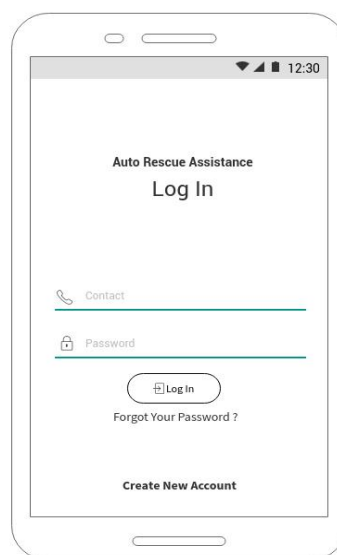 12:30
Auto Rescue Assistance
Log In
Contact
Password
Log In
Forgot Your Password ?
Create New Account